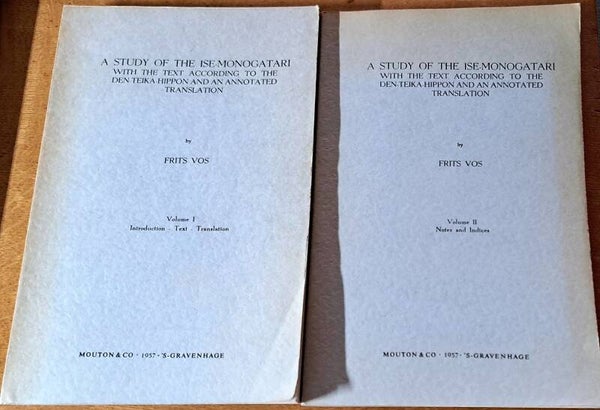 A STUDY OF THE ISE-MONOGATARI
WITH THE TEXT ACCORDING TO THE
DEN-TEIKA-HIPPON AND AN ANNOTATED
TRANSLATION
by
FRITS VOS
Volume I
Introduction - Text - Translation
MOUTON & CO · 1957 · 'S-GRAVENHAGE
A STUDY OF THE ISE-MONOGATARI
WITH THE TEXT ACCORDING TO THE
DEN-TEIKA-HIPPON AND AN ANNOTATED
TRANSLATION
by
FRITS VOS
Volume II
Notes and Indices
MOUTON & CO · 1957 · 'S-GRAVENHAGE